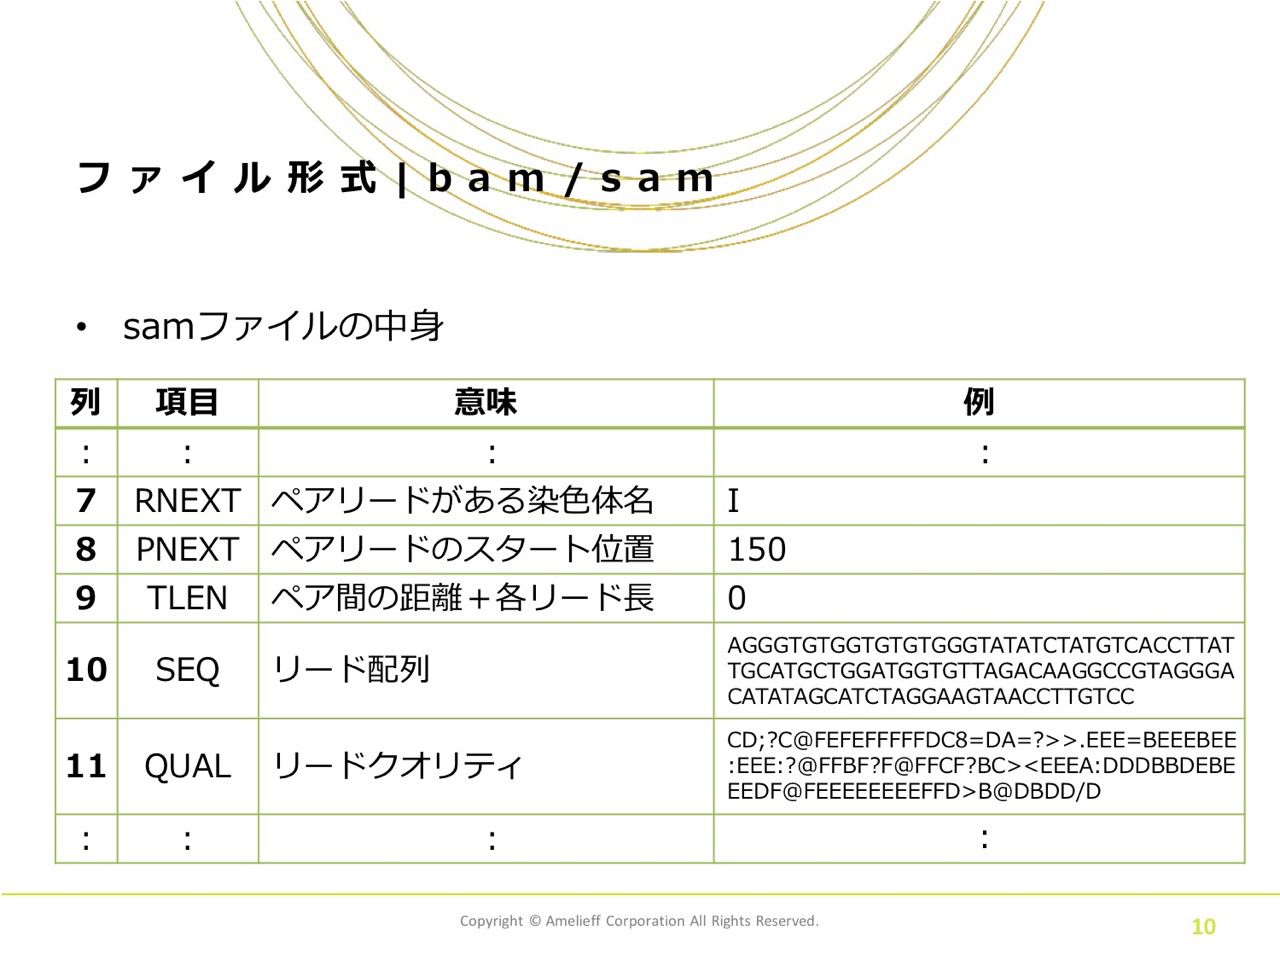 ファイル形式|bam/sam
• samファイルの中身
列 項目 意味 例
: : : :
7 RNEXT ペアリードがある染色体名 I
8 PNEXT ペアリードのスタート位置 150
9 TLEN ペア間の距離＋各リード長 0
10 SEQ リード配列 AGGGTGTGGTGTGTGGGTATATCTATGTCACCTTAT
TGCATGCTGGATGGTGTTAGACAAGGCCGTAGGGA
CATATAGCATCTAGGAAGTAACCTTGTCC
11 QUAL リードクオリティ CD;?C@FEFEFFFFFDC8=DA=?>>.EEE=BEEEBEE
:EEE:?@FFBF?F@FFCF?BC><EEEA:DDDBBDEBE
EEDF@FEEEEEEEEFFD>B@DBDD/D
: : : :
Copyright © Amelieff Corporation All Rights Reserved.
10